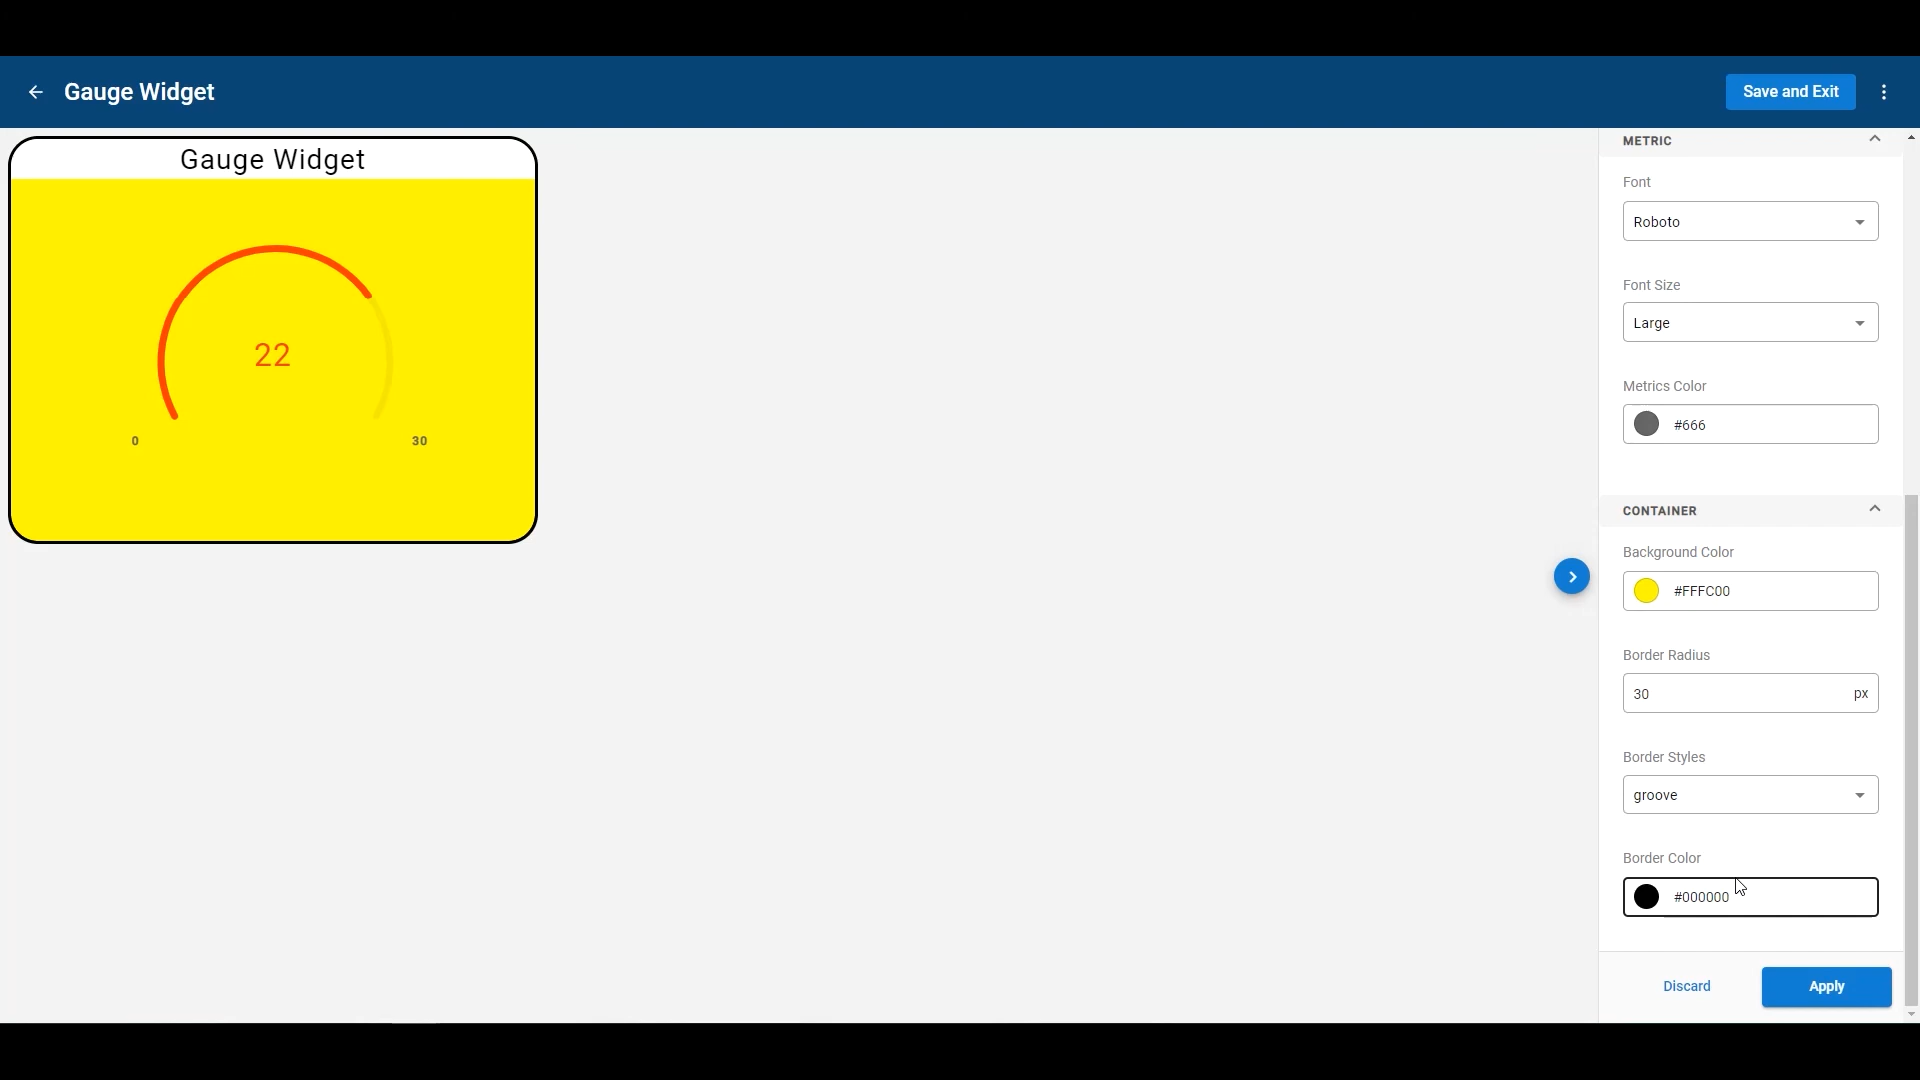 Gauge Widget
Save and Exit
Gauge Widget
22
0
30
METRIC
Font
Roboto
Font Size
Large
Metrics Color
#666
CONTAINER
Background Color
#FFFC00
Border Radius
30 px
Border Styles
groove
Border Color
#000000
Discard
Apply